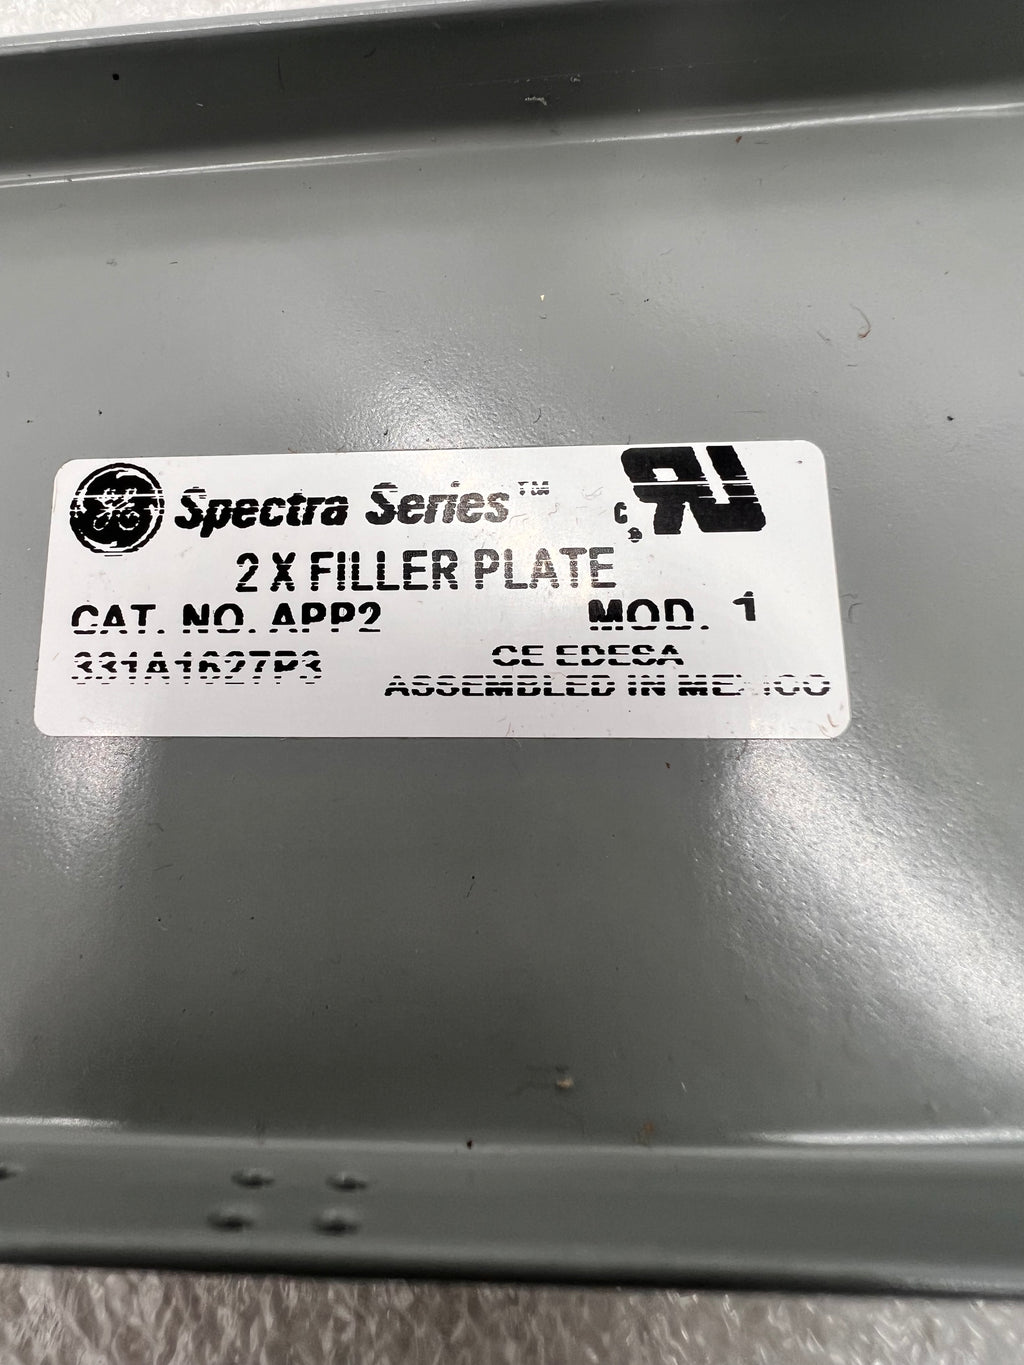 Spectra Series™
2 X FILLER PLATE
CAT. NO. APP2 MOD. 1
331A1627P3 GE EDESA
ASSEMBLED IN MEXICO